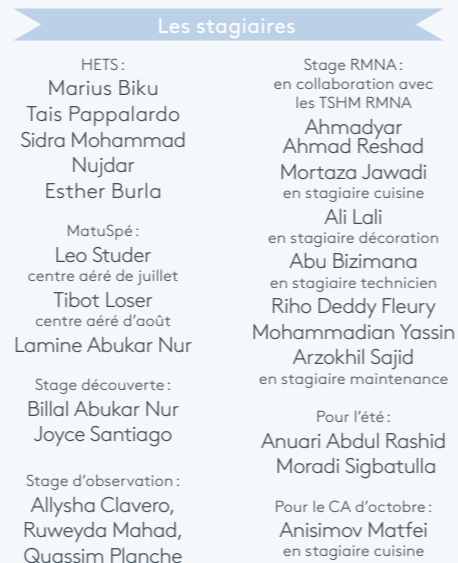 Les stagiaires
HETS :
Marius Biku
Tais Pappalardo
Sidra Mohammad
Nujdar
Esther Burla
MatuSpé :
Leo Studer
centre aéré de juillet
Tibot Loser
centre aéré d’août
Lamine Abukar Nur
Stage découverte :
Billal Abukar Nur
Joyce Santiago
Stage d’observation :
Allysha Clavero,
Ruweyda Mahad,
Quassim Planche
Stage RMNA :
en collaboration avec
les TSHM RMNA
Ahmadyar
Ahmad Reshad
Mortaza Jawadi
en stagiaire cuisine
Ali Lali
en stagiaire décoration
Abu Bizimana
en stagiaire technicien
Riho Deddy Fleury
Mohammadian Yassin
Arzokhil Sajid
en stagiaire maintenance
Pour l’été :
Anuari Abdul Rashid
Moradi Sigbatulla
Pour le CA d’octobre :
Anisimov Matfei
en stagiaire cuisine